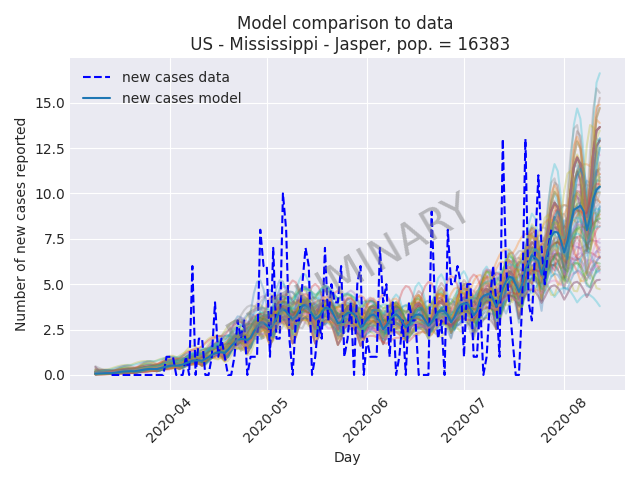 Model comparison to data
US - Mississippi - Jasper, pop. = 16383
new cases data
new cases model
Number of new cases reported
15.0
12.5
10.0
7.5
5.0
2.5
0.0
2020-04
2020-05
2020-06
2020-07
2020-08
Day